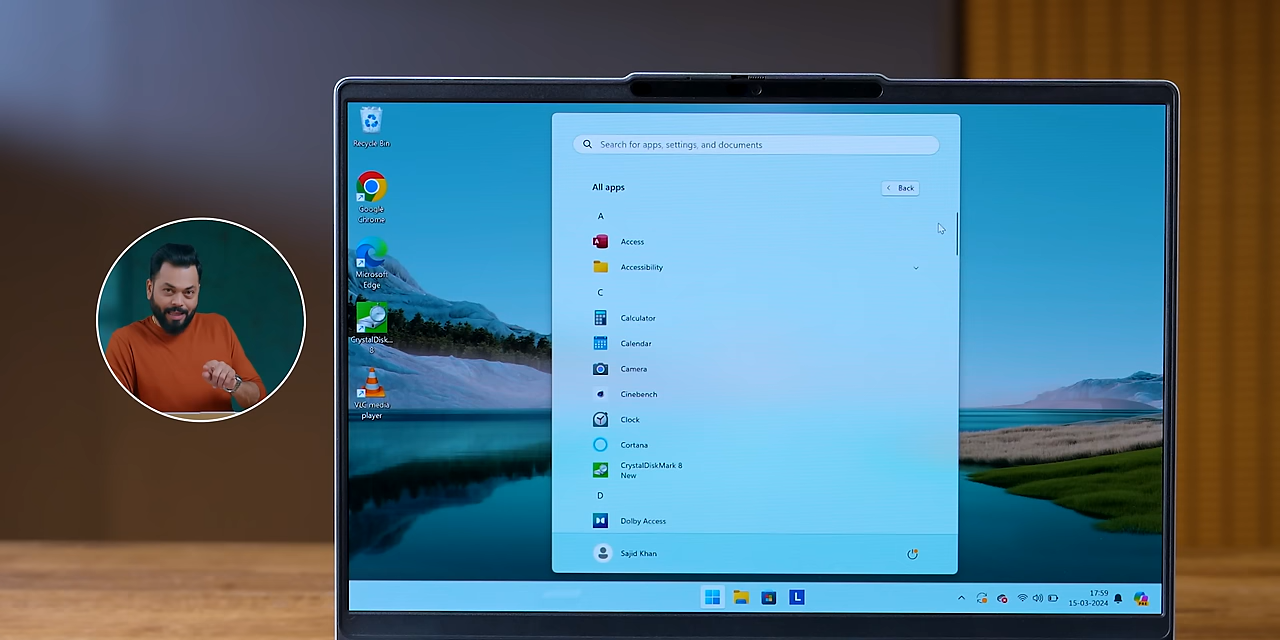 Recycle Bin
Google
Chrome
Microsoft
Edge
CrystalDisk...
8
VLC media
player
Search for apps, settings, and documents
All apps
Back
A
Access
Accessibility
C
Calculator
Calendar
Camera
Cinebench
Clock
Cortana
CrystalDiskMark 8
New
D
Dolby Access
Sajid Khan
L
17:59
15-03-2024
PRE